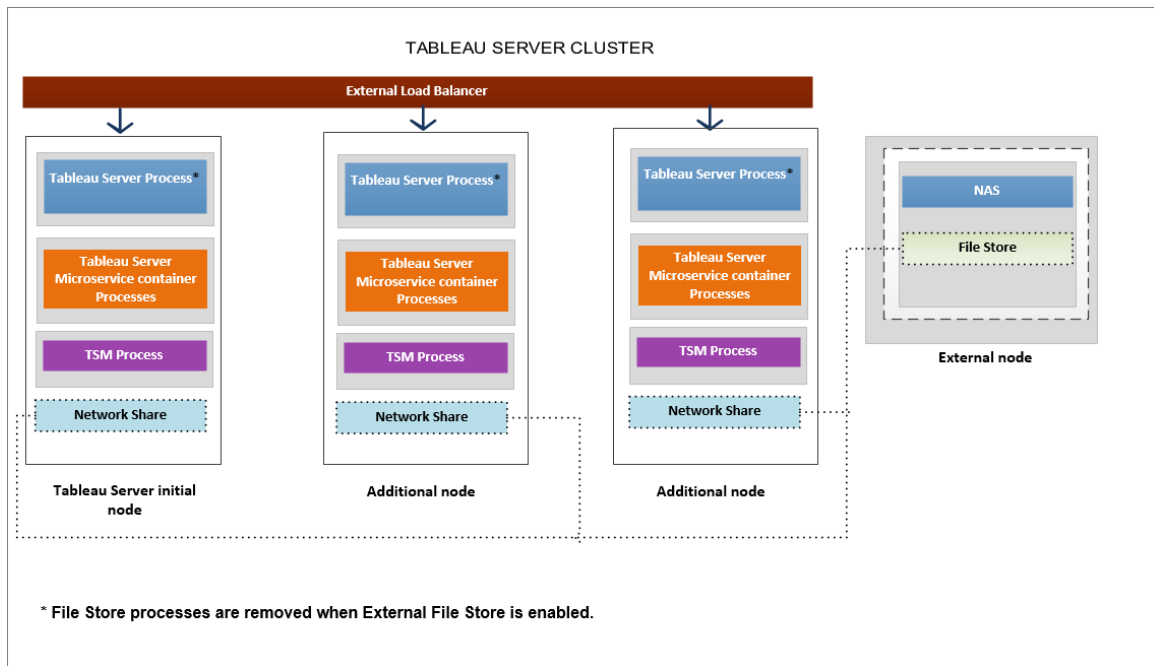 TABLEAU SERVER CLUSTER
External Load Balancer
Tableau Server Process*
Tableau Server
Microservice container
Processes
TSM Process
Network Share
Tableau Server initial
node
Tableau Server Process*
Tableau Server
Microservice container
Processes
TSM Process
Network Share
Additional node
Tableau Server Process*
Tableau Server
Microservice container
Processes
TSM Process
Network Share
Additional node
NAS
File Store
External node
* File Store processes are removed when External File Store is enabled.